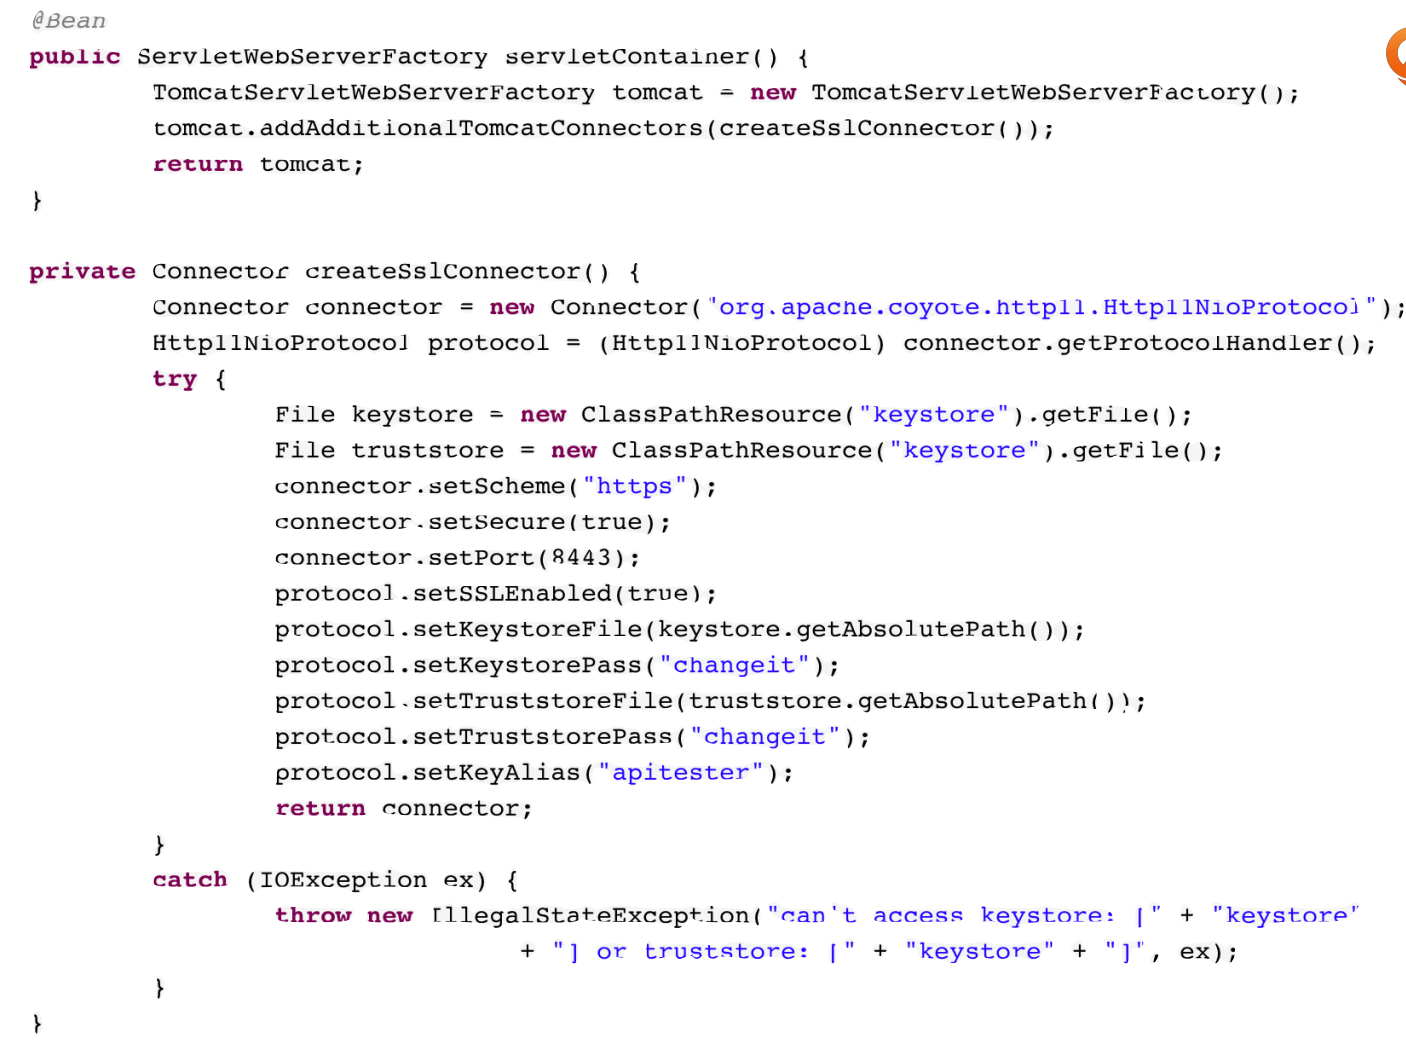 @Bean
public ServletWebServerFactory servletContainer() {
TomcatServletWebServerFactory tomcat = new TomcatServletWebServerFactory();
tomcat.addAdditionalTomcatConnectors(createSslConnector());
return tomcat;
}
private Connector createSslConnector() {
Connector connector = new Connector("org.apache.coyote.http11.Http11NioProtocol");
Http11NioProtocol protocol = (Http11NioProtocol) connector.getProtocolHandler();
try {
File keystore = new ClassPathResource("keystore").getFile();
File truststore = new ClassPathResource("keystore").getFile();
connector.setScheme("https");
connector.setSecure(true);
connector.setPort(8443);
protocol.setSSLEnabled(true);
protocol.setKeystoreFile(keystore.getAbsolutePath());
protocol.setKeystorePass("changeit");
protocol.setTruststoreFile(truststore.getAbsolutePath());
protocol.setTruststorePass("changeit");
protocol.setKeyAlias("apitester");
return connector;
}
catch (IOException ex) {
throw new IllegalStateException("can't access keystore: [" + "keystore"
+ "] or truststore: [" + "keystore" + "]", ex);
}
}